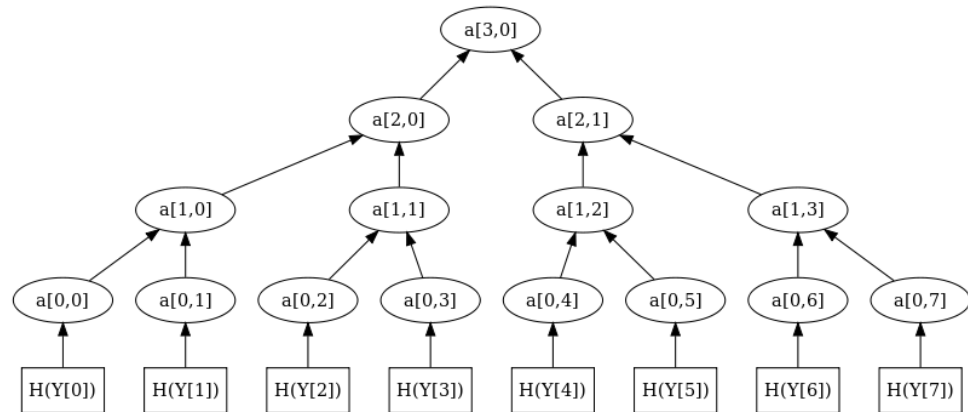 a[3,0]
a[2,0] a[2,1]
a[1,0] a[1,1] a[1,2] a[1,3]
a[0,0] a[0,1] a[0,2] a[0,3] a[0,4] a[0,5] a[0,6] a[0,7]
H(Y[0]) H(Y[1]) H(Y[2]) H(Y[3]) H(Y[4]) H(Y[5]) H(Y[6]) H(Y[7])